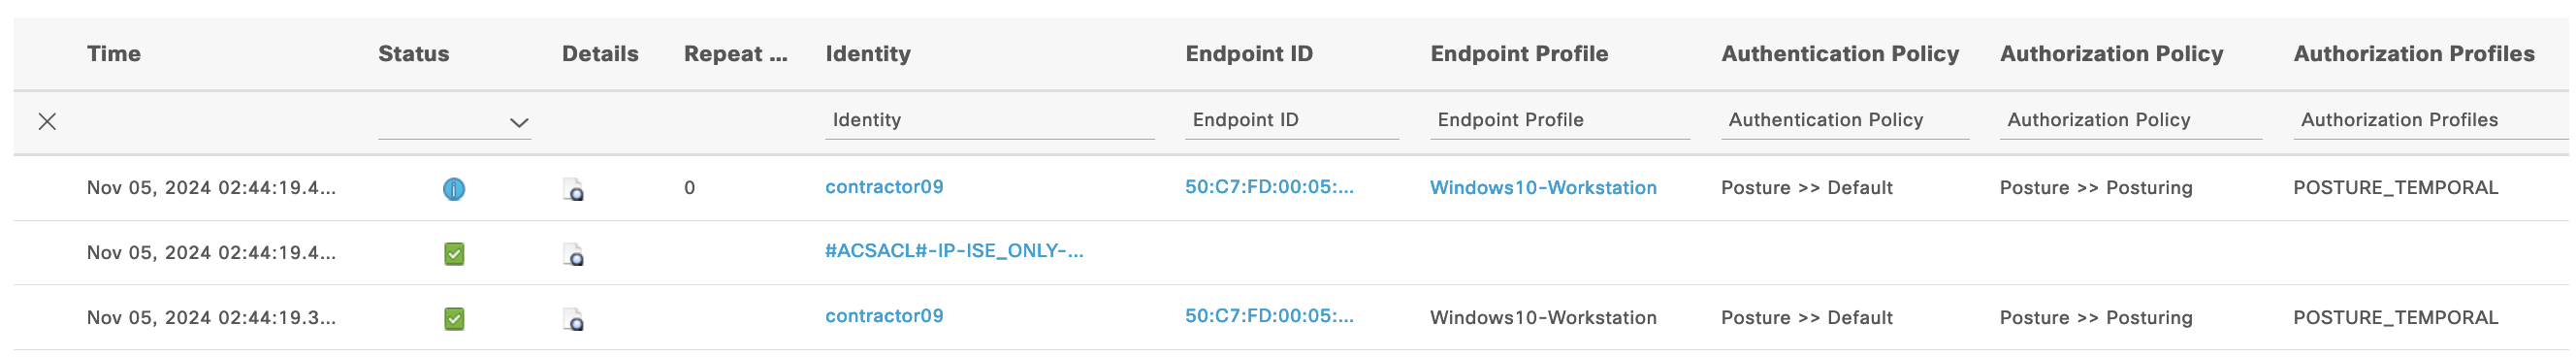 Time Status Details Repeat ... Identity Endpoint ID Endpoint Profile Authentication Policy Authorization Policy Authorization Profiles
Identity Endpoint ID Endpoint Profile Authentication Policy Authorization Policy Authorization Profiles
Nov 05, 2024 02:44:19.4... 0 contractor09 50:C7:FD:00:05:... Windows10-Workstation Posture >> Default Posture >> Posturing POSTURE_TEMPORAL
Nov 05, 2024 02:44:19.4... #ACSACL#-IP-ISE_ONLY-...
Nov 05, 2024 02:44:19.3... contractor09 50:C7:FD:00:05:... Windows10-Workstation Posture >> Default Posture >> Posturing POSTURE_TEMPORAL